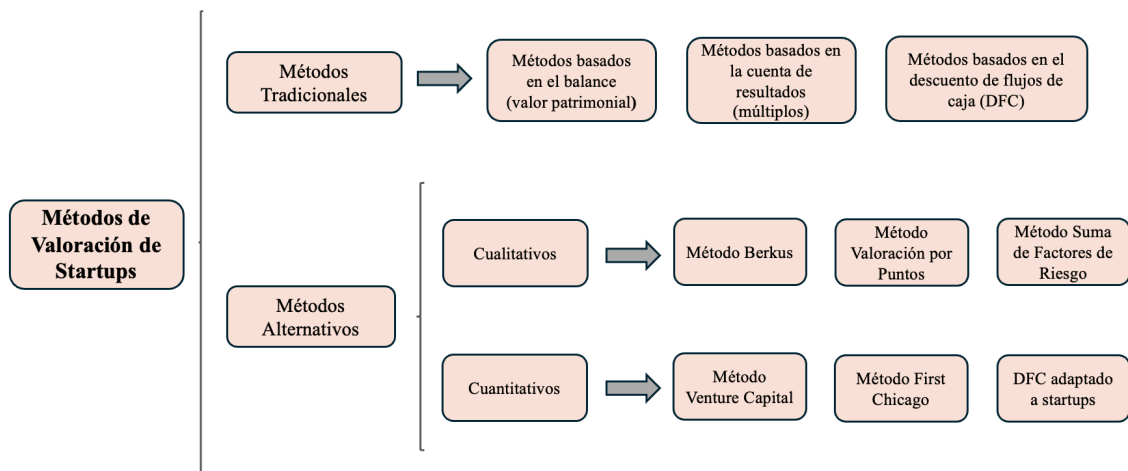 Métodos de
Valoración de
Startups
Métodos
Tradicionales
Métodos basados
en el balance
(valor patrimonial)
Métodos basados en
la cuenta de
resultados
(múltiplos)
Métodos basados en el
descuento de flujos de
caja (DFC)
Métodos
Alternativos
Cualitativos
Método Berkus
Método
Valoración por
Puntos
Método Suma
de Factores de
Riesgo
Cuantitativos
Método
Venture Capital
Método First
Chicago
DFC adaptado
a startups